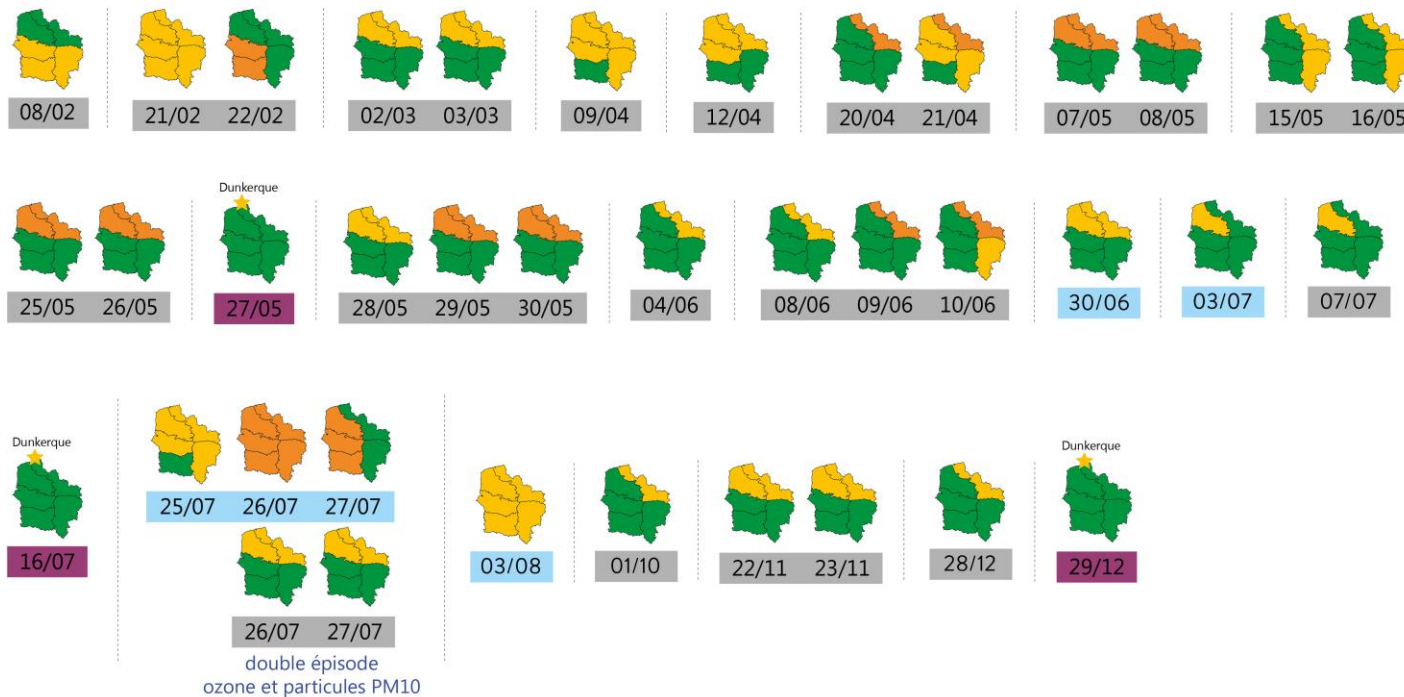 08/02
21/02 22/02
02/03 03/03
09/04
12/04
20/04 21/04
07/05 08/05
15/05 16/05
Dunkerque
25/05 26/05
27/05
28/05 29/05 30/05
04/06
08/06 09/06 10/06
30/06
03/07
07/07
Dunkerque
16/07
25/07 26/07 27/07
26/07 27/07
double épisode
ozone et particules PM10
03/08
01/10
22/11 23/11
28/12
Dunkerque
29/12